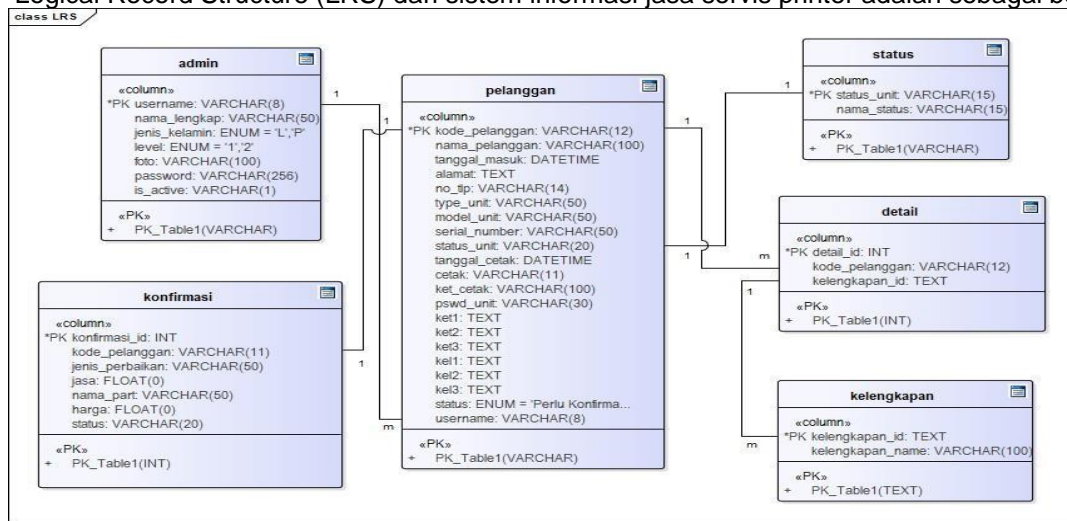 Logical Record Structure (LRS) dari sistem informasi jasa servis printer adalah sebagai
class LRS
admin
«column»
*PK username: VARCHAR(8)
nama_lengkap: VARCHAR(50)
jenis_kelamin: ENUM = 'L','P'
level: ENUM = '1','2'
foto: VARCHAR(100)
password: VARCHAR(256)
is_active: VARCHAR(1)
«PK»
+ PK_Table1(VARCHAR)
1
m
konfirmasi
«column»
*PK konfirmasi_id: INT
kode_pelanggan: VARCHAR(11)
jenis_perbaikan: VARCHAR(50)
jasa: FLOAT(0)
nama_part: VARCHAR(50)
harga: FLOAT(0)
status: VARCHAR(20)
«PK»
+ PK_Table1(INT)
1
1
pelanggan
«column»
*PK kode_pelanggan: VARCHAR(12)
nama_pelanggan: VARCHAR(100)
tanggal_masuk: DATETIME
alamat: TEXT
no_tlp: VARCHAR(14)
type_unit: VARCHAR(50)
model_unit: VARCHAR(50)
serial_number: VARCHAR(50)
status_unit: VARCHAR(20)
tanggal_cetak: DATETIME
cetak: VARCHAR(11)
ket_cetak: VARCHAR(100)
pswd_unit: VARCHAR(30)
ket1: TEXT
ket2: TEXT
ket3: TEXT
kel1: TEXT
kel2: TEXT
kel3: TEXT
status: ENUM = 'Perlu Konfirma...
username: VARCHAR(8)
«PK»
+ PK_Table1(VARCHAR)
1
1
status
«column»
*PK status_unit: VARCHAR(15)
nama_status: VARCHAR(15)
«PK»
+ PK_Table1(VARCHAR)
1
m
detail
«column»
*PK detail_id: INT
kode_pelanggan: VARCHAR(12)
kelengkapan_id: TEXT
«PK»
+ PK_Table1(INT)
1
m
kelengkapan
«column»
*PK kelengkapan_id: TEXT
kelengkapan_name: VARCHAR(100)
«PK»
+ PK_Table1(TEXT)